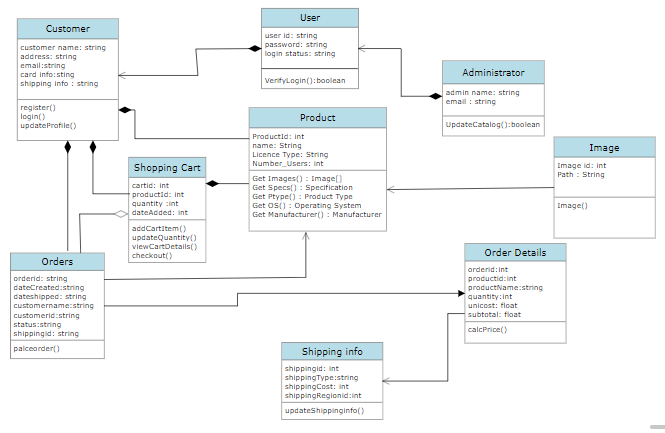 Customer
customer name: string
address: string
email:string
card info:sting
shipping info : string
register()
login()
updateProfile()
User
user id: string
password: string
login status: string
VerifyLogin():boolean
Administrator
admin name: string
email : string
UpdateCatalog():boolean
Product
ProductId: int
name: String
Licence Type: String
Number_Users: int
Get Images() : Image[]
Get Specs() : Specification
Get Ptype() : Product Type
Get OS() : Operating System
Get Manufacturer() : Manufacturer
Image
Image id: int
Path : String
Image()
Shopping Cart
cartid: int
productId: int
quantity :int
dateAdded: int
addCartItem()
updateQuantity()
viewCartDetails()
checkout()
Orders
orderid: string
dateCreated:string
dateshipped: string
customername:string
customerid:string
status:string
shippingid: string
palceorder()
Order Details
orderid:int
productid:int
productName:string
quantity:int
unicost: float
subtotal: float
calcPrice()
Shipping info
shippingid: int
shippingType:string
shippingCost: int
shippingRegionid:int
updateShippinginfo()